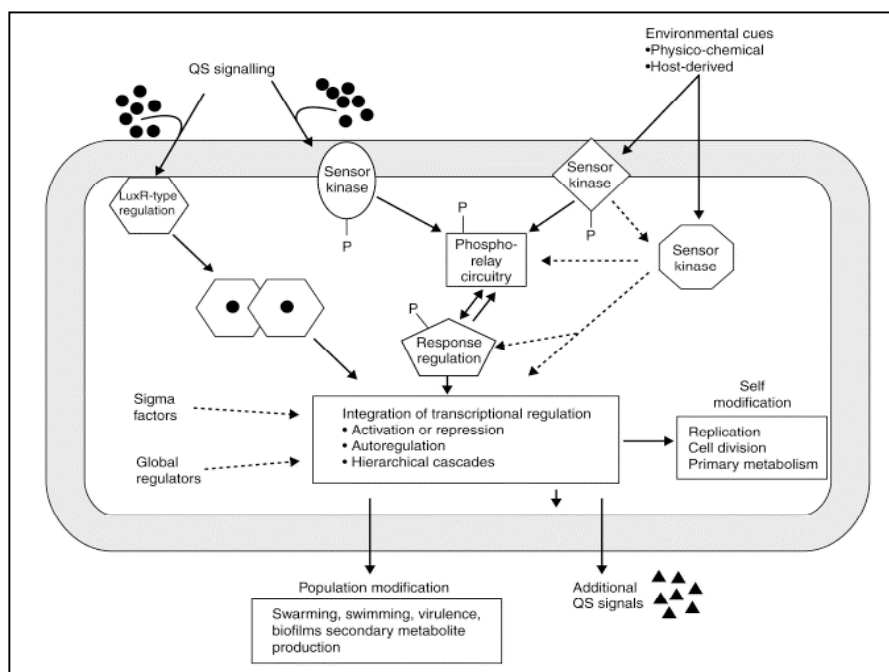 Environmental cues
•Physico-chemical
•Host-derived
QS signalling
LuxR-type
regulation
Sensor
kinase
P
Sensor
kinase
P
P
Phospho-
relay
circuitry
Sensor
kinase
P
Response
regulation
Sigma
factors
Global
regulators
Integration of transcriptional regulation
• Activation or repression
• Autoregulation
• Hierarchical cascades
Self
modification
Replication
Cell division
Primary metabolism
Population modification
Swarming, swimming, virulence,
biofilms secondary metabolite
production
Additional
QS signals